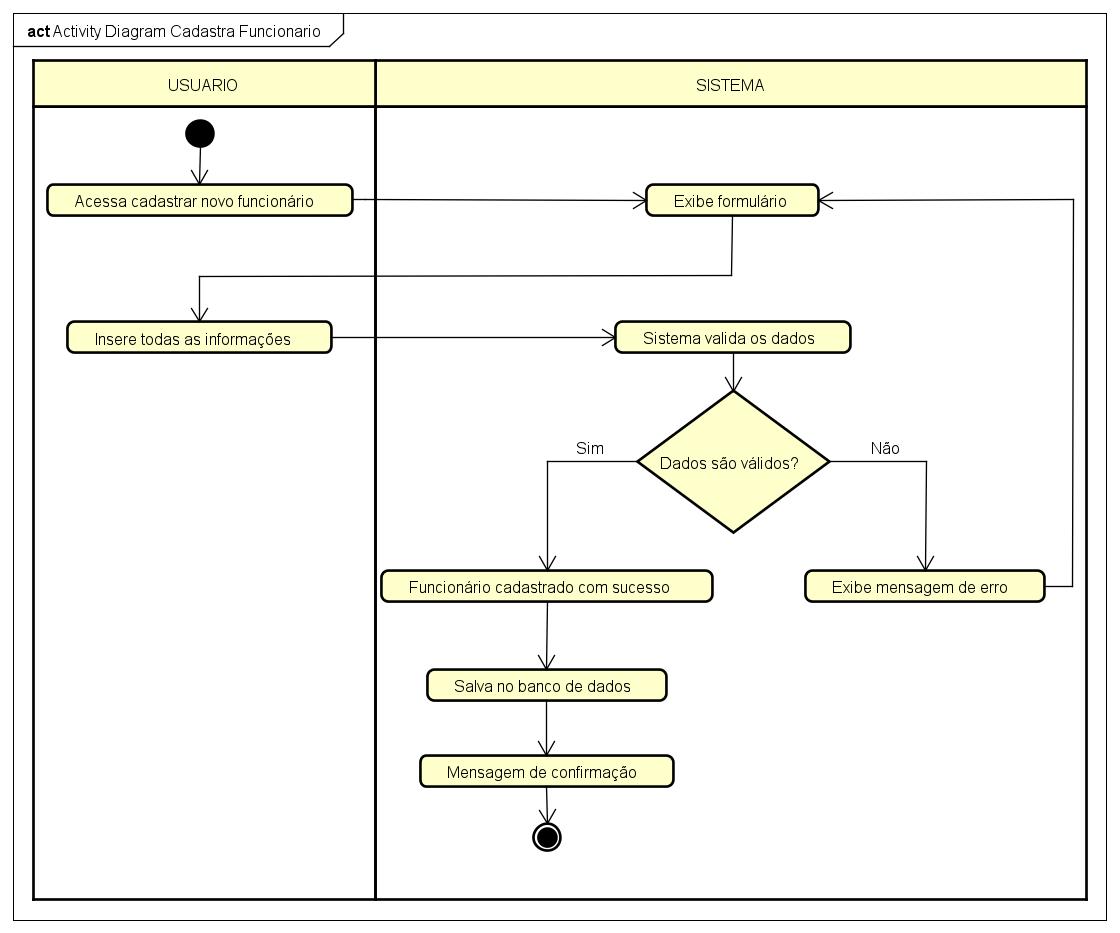 act Activity Diagram Cadastra Funcionario
USUARIO
SISTEMA
Acessa cadastrar novo funcionário
Exibe formulário
Insere todas as informações
Sistema valida os dados
Sim
Dados são válidos?
Não
Funcionário cadastrado com sucesso
Exibe mensagem de erro
Salva no banco de dados
Mensagem de confirmação